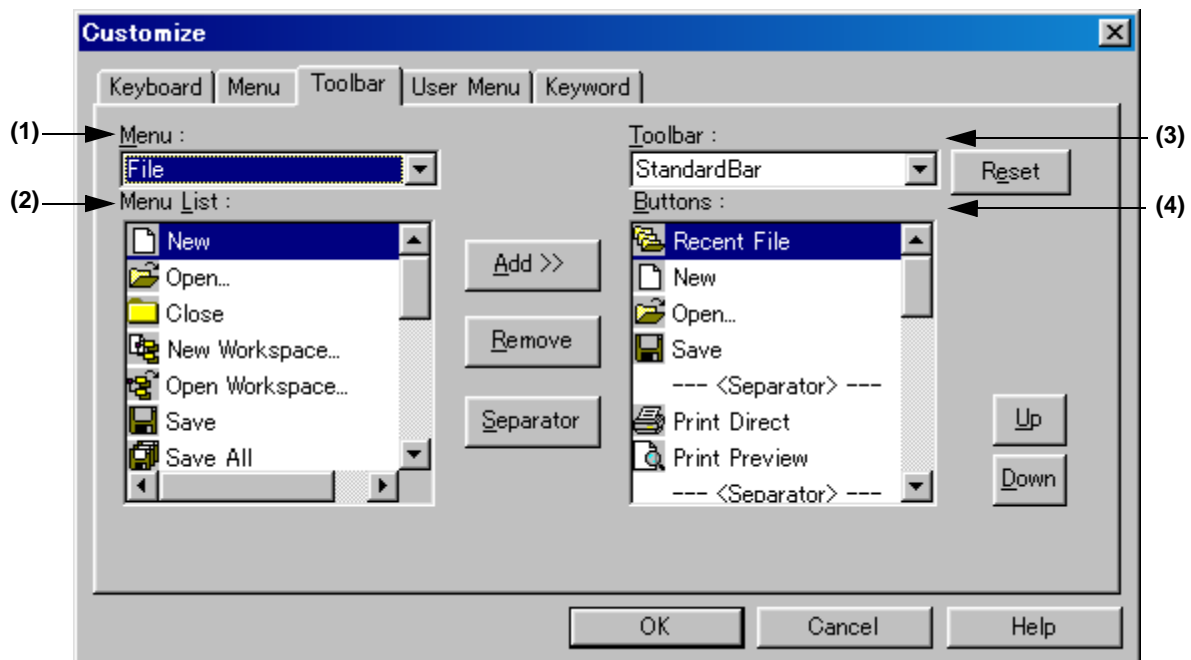 Customize
Keyboard Menu Toolbar User Menu Keyword
(1) Menu :
File
(2) Menu List :
New
Open...
Close
New Workspace...
Open Workspace...
Save
Save All
Add >>
Remove
Separator
Toolbar : (3)
StandardBar
Reset
Buttons : (4)
Recent File
New
Open...
Save
--- <Separator> ---
Print Direct
Print Preview
--- <Separator> ---
Up
Down
OK Cancel Help